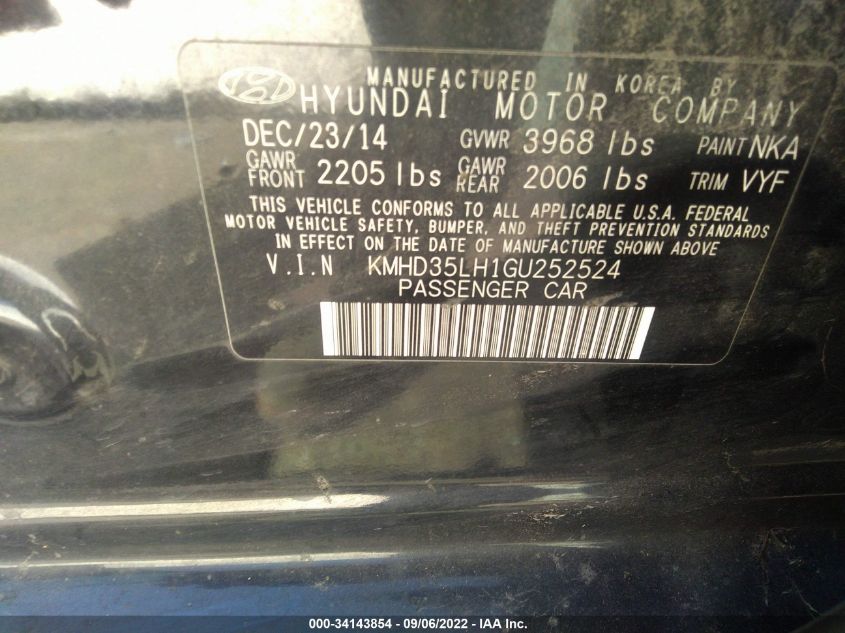 MANUFACTURED IN KOREA BY
HYUNDAI MOTOR COMPANY
DEC/23/14 GVWR 3968 lbs PAINT NKA
GAWR FRONT 2205 lbs GAWR REAR 2006 lbs TRIM VYF
THIS VEHICLE CONFORMS TO ALL APPLICABLE U.S.A. FEDERAL
MOTOR VEHICLE SAFETY, BUMPER, AND THEFT PREVENTION STANDARDS
IN EFFECT ON THE DATE OF MANUFACTURE SHOWN ABOVE
V.I.N KMHD35LH1GU252524
PASSENGER CAR
000-34143854 - 09/06/2022 - IAA Inc.